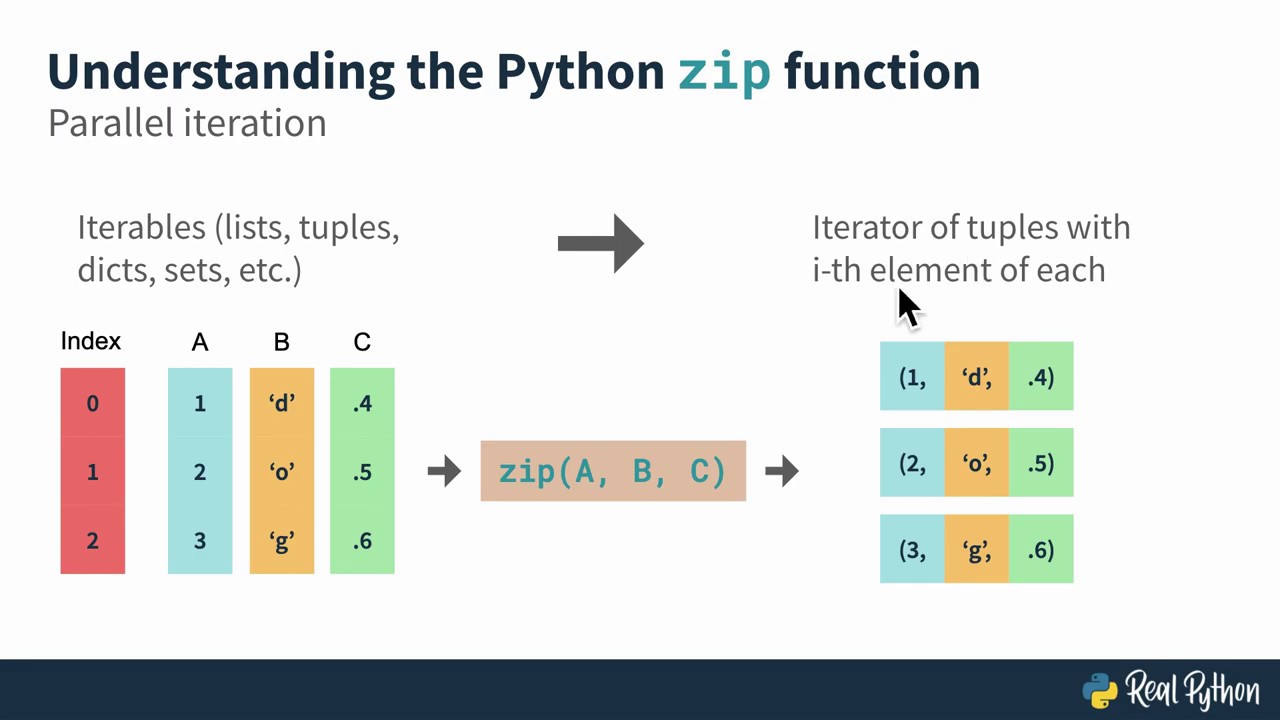 Understanding the Python zip function
Parallel iteration
Iterables (lists, tuples,
dicts, sets, etc.)
Iterator of tuples with
i-th element of each
Index A B C
0 1 ‘d’ .4
1 2 ‘o’ .5
2 3 ‘g’ .6
zip(A, B, C)
(1, ‘d’, .4)
(2, ‘o’, .5)
(3, ‘g’, .6)
Real Python